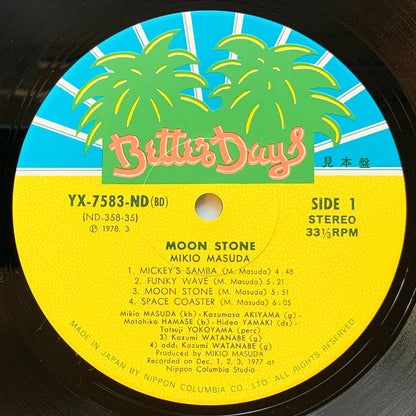 Better Days
見本盤
YX-7583-ND(BD)
(ND-358-35)
Ⓟ 1978. 3
SIDE 1
STEREO
33⅓RPM
MOON STONE
MIKIO MASUDA
1. MICKEY'S SAMBA (M. Masuda) 4:48
2. FUNKY WAVE (M. Masuda) 5:21
3. MOON STONE (M. Masuda) 5:51
4. SPACE COASTER (M. Masuda) 6:05
Mikio MASUDA (kb)-Kazumasa AKIYAMA (g)-
Motohiko HAMASE (b)-Hideo YAMAKI (ds)-
Tatsuji YOKOYAMA (perc)
3) Kazumi WATANABE (g)
4) add: Kazumi WATANABE (g)
Produced by MIKIO MASUDA
Recorded on Dec, 1, 2, 3, 1977 at
Nippon Columbia Studio
MADE IN JAPAN BY NIPPON COLUMBIA CO., LTD. ALL RIGHTS RESERVED